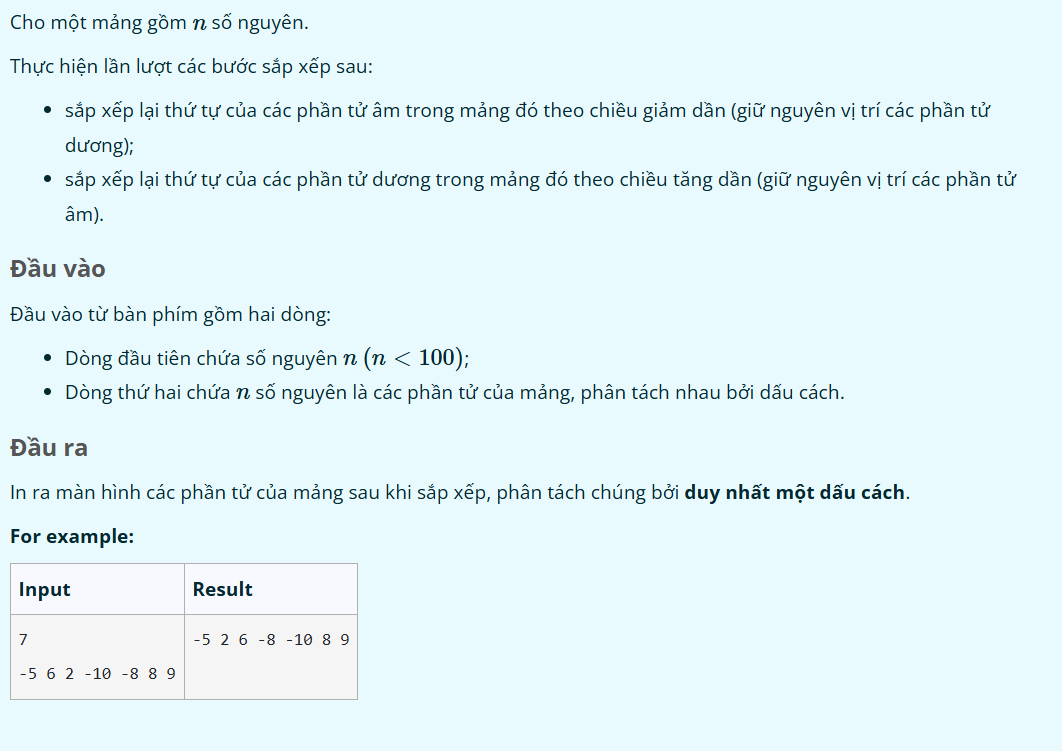 Cho một mảng gồm n số nguyên.
Thực hiện lần lượt các bước sắp xếp sau:
• sắp xếp lại thứ tự của các phần tử âm trong mảng đó theo chiều giảm dần (giữ nguyên vị trí các phần tử
dương);
• sắp xếp lại thứ tự của các phần tử dương trong mảng đó theo chiều tăng dần (giữ nguyên vị trí các phần tử
âm).
Đầu vào
Đầu vào từ bàn phím gồm hai dòng:
• Dòng đầu tiên chứa số nguyên n (n < 100);
• Dòng thứ hai chứa n số nguyên là các phần tử của mảng, phân tách nhau bởi dấu cách.
Đầu ra
In ra màn hình các phần tử của mảng sau khi sắp xếp, phân tách chúng bởi duy nhất một dấu cách.
For example:
Input Result
7 -5 2 6 -8 -10 8 9
-5 6 2 -10 -8 8 9